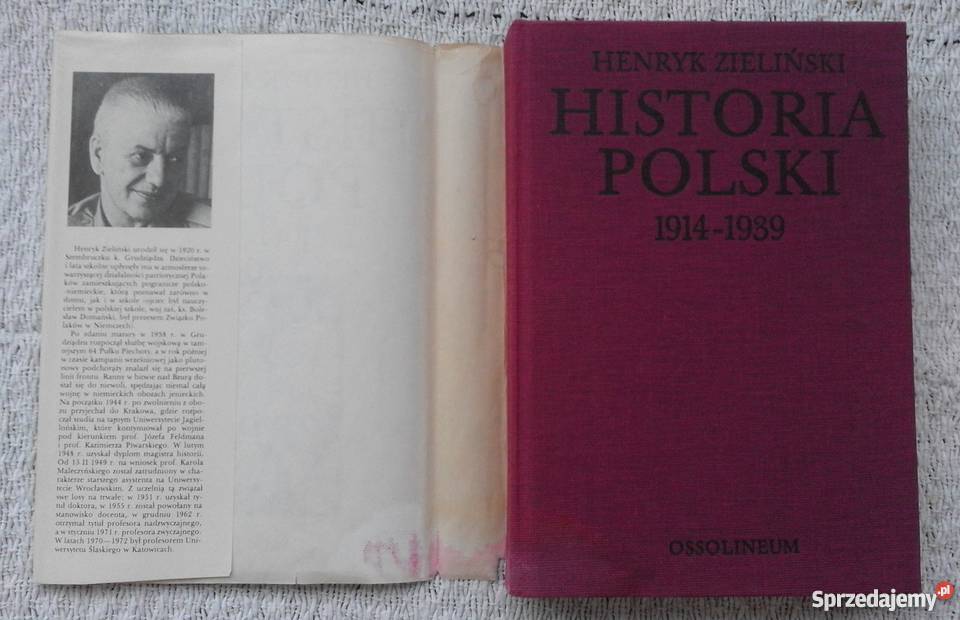 Henryk Zieliński urodził się w 1920 r. w
Szembruczku k. Grudziądza. Dzieciństwo
i lata szkolne upłynęły mu w atmosferze to-
warzyszącej działalności patriotycznej Pola-
ków zamieszkujących pogranicze polsko-
-niemieckie, którą poznawał zarówno w
domu, jak i w szkole (ojciec był nauczy-
cielem w polskiej szkole, wuj zaś, ks. Bole-
sław Domański, był prezesem Związku Po-
laków w Niemczech).
Po zdaniu matury w 1938 r. w Gru-
dziądzu rozpoczął służbę wojskową w tam-
tejszym 64 Pułku Piechoty, a w rok później
w czasie kampanii wrześniowej jako pluto-
nowy podchorąży znalazł się na pierwszej
linii frontu. Ranny w bitwie nad Bzurą do-
stał się do niewoli, spędzając niemal całą
wojnę w niemieckich obozach jenieckich.
Na początku 1944 r. po zwolnieniu z obo-
zu przyjechał do Krakowa, gdzie rozpo-
czął studia na tajnym Uniwersytecie Jagiel-
lońskim, które kontynuował po wojnie
pod kierunkiem prof. Józefa Feldmana
i prof. Kazimierza Piwarskiego. W lutym
1948 r. uzyskał dyplom magistra historii.
Od 13 II 1949 r. na wniosek prof. Karola
Maleczyńskiego został zatrudniony w cha-
rakterze starszego asystenta na Uniwersy-
tecie Wrocławskim. Z uczelnią tą związał
swe losy na trwałe: w 1951 r. uzyskał ty-
tuł doktora, w 1955 r. został powołany na
stanowisko docenta, w grudniu 1962 r.
otrzymał tytuł profesora nadzwyczajnego,
a w styczniu 1971 r. profesora zwyczajnego.
W latach 1970—1972 był profesorem Uni-
wersytetu Śląskiego w Katowicach.
HENRYK ZIELIŃSKI
HISTORIA
POLSKI
1914-1939
OSSOLINEUM
Sprzedajemy.pl